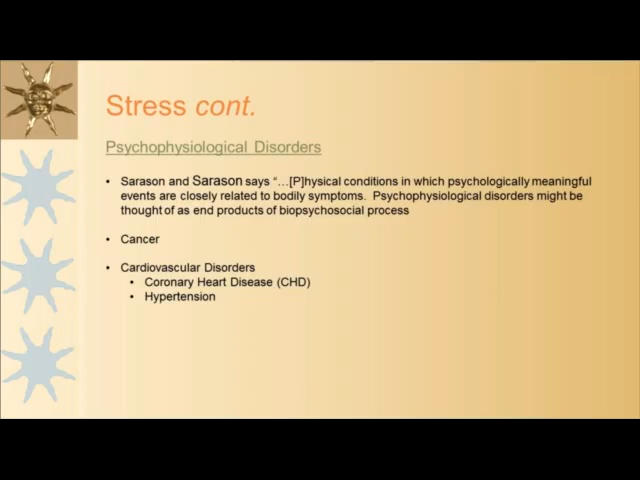 Stress cont.
Psychophysiological Disorders
• Sarason and Sarason says “…[P]hysical conditions in which psychologically meaningful
events are closely related to bodily symptoms.  Psychophysiological disorders might be
thought of as end products of biopsychosocial process
• Cancer
• Cardiovascular Disorders
• Coronary Heart Disease (CHD)
• Hypertension